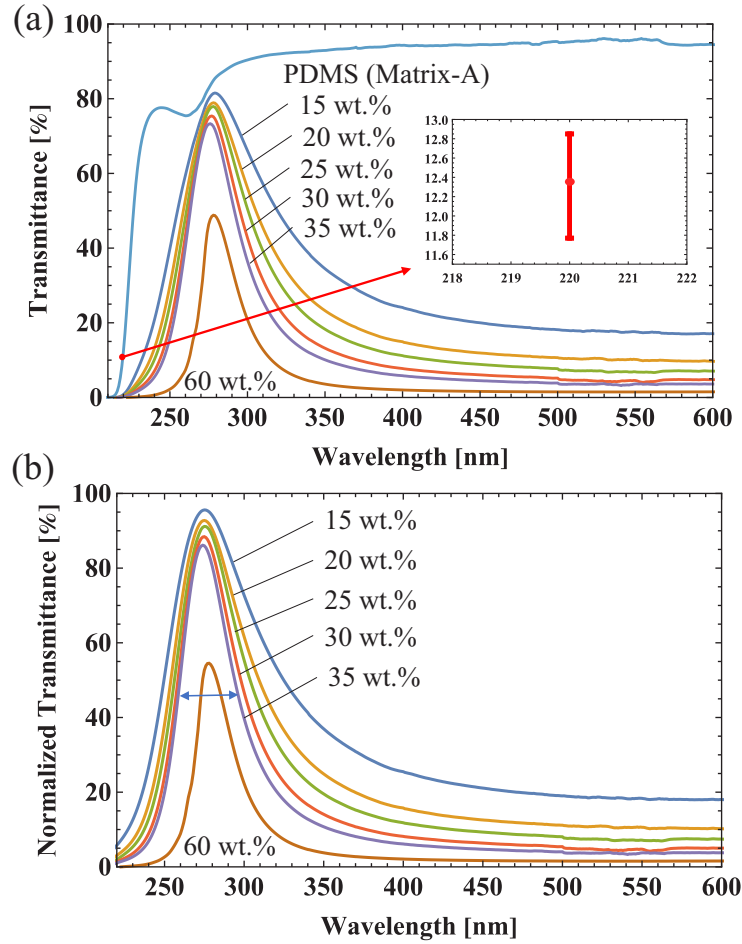 (a)
Transmittance [%]
100
80
60
40
20
0
PDMS (Matrix-A)
15 wt.%
20 wt.%
25 wt.%
30 wt.%
35 wt.%
60 wt.%
13.0
12.8
12.6
12.4
12.2
12.0
11.8
11.6
218 219 220 221 222
250 300 350 400 450 500 550 600
Wavelength [nm]
(b)
Normalized Transmittance [%]
100
80
60
40
20
0
15 wt.%
20 wt.%
25 wt.%
30 wt.%
35 wt.%
60 wt.%
250 300 350 400 450 500 550 600
Wavelength [nm]